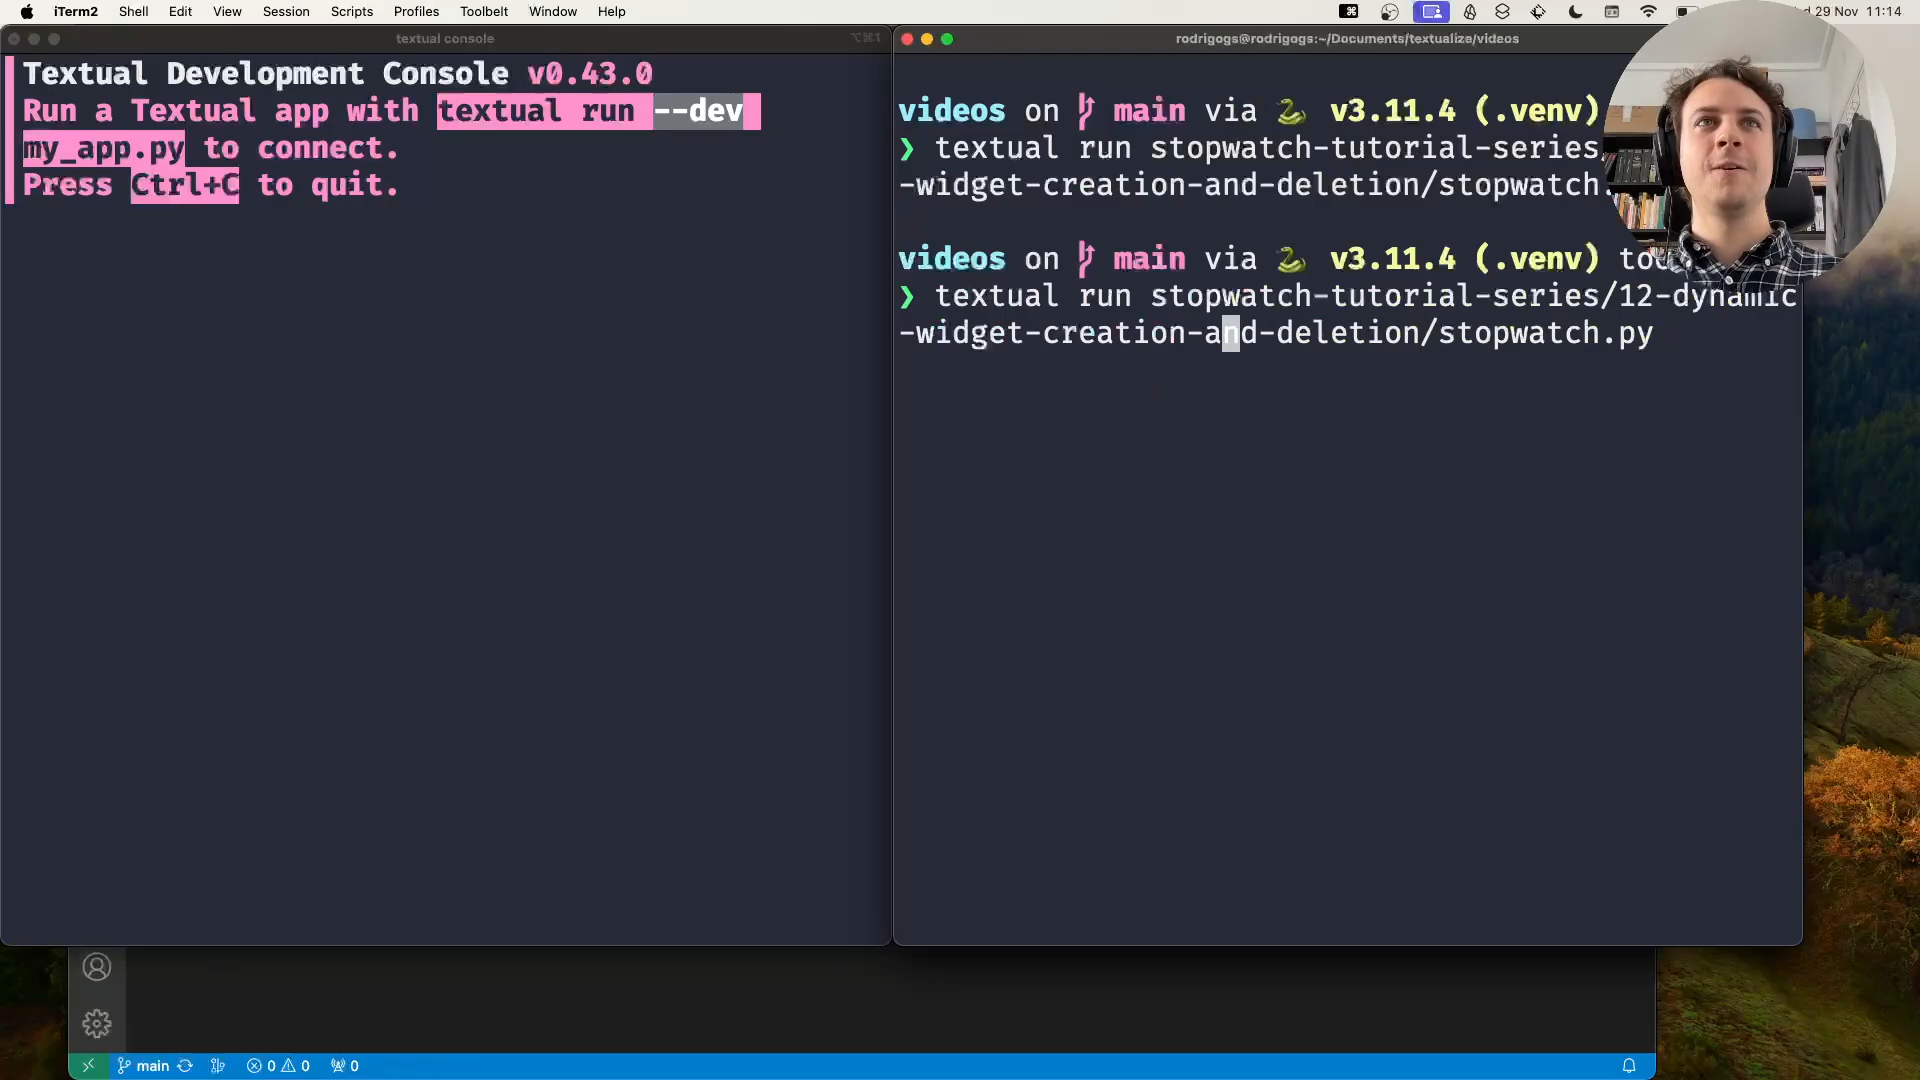 iTerm2 Shell Edit View Session Scripts Profiles Toolbelt Window Help
29 Nov 11:14
textual console
⌥⌘1
Textual Development Console v0.43.0
Run a Textual app with textual run --dev
my_app.py to connect.
Press Ctrl+C to quit.
rodrigogs@rodrigogs:~/Documents/textualize/videos
videos on main via 🐍 v3.11.4 (.venv)
❯ textual run stopwatch-tutorial-series
-widget-creation-and-deletion/stopwatch.
videos on main via 🐍 v3.11.4 (.venv)
❯ textual run stopwatch-tutorial-series/12-dynamic
-widget-creation-and-deletion/stopwatch.py
main 0 0 0